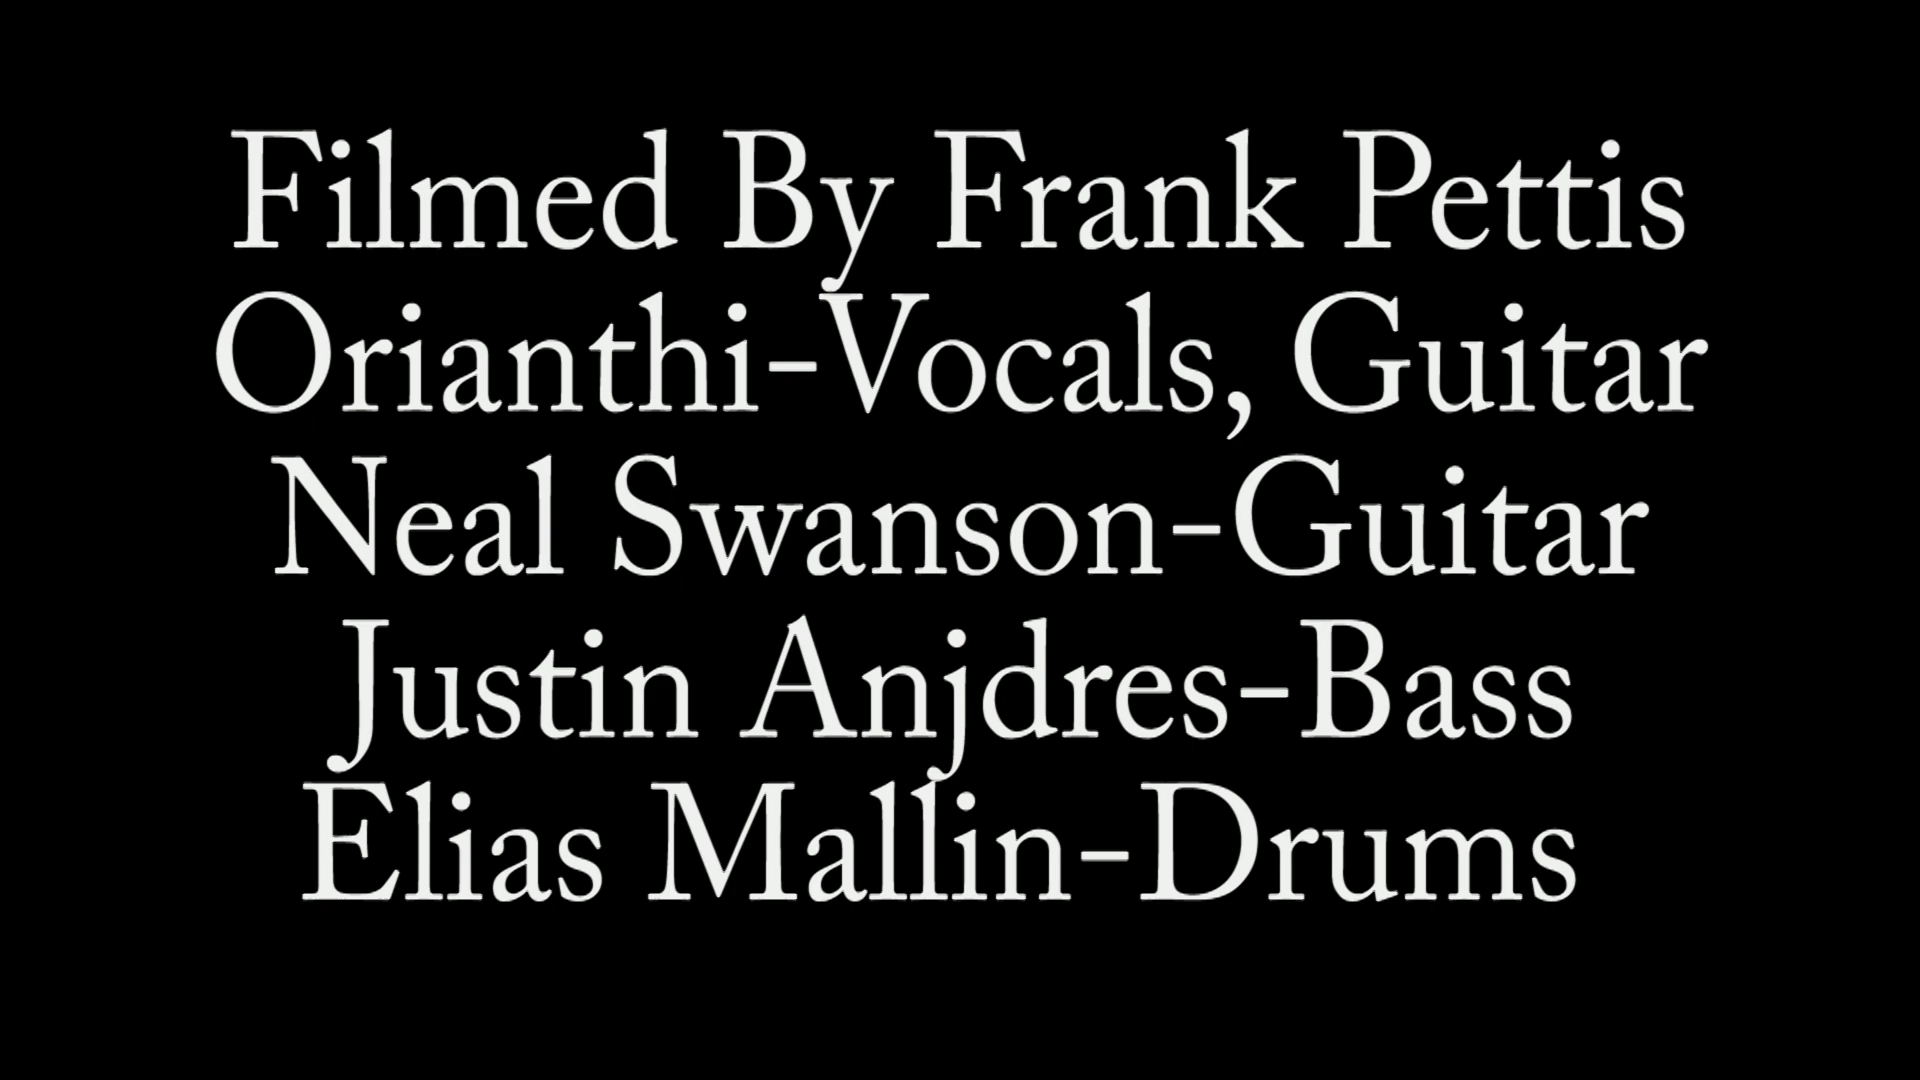 Filmed By Frank Pettis
Orianthi-Vocals, Guitar
Neal Swanson-Guitar
Justin Anjdres-Bass
Elias Mallin-Drums